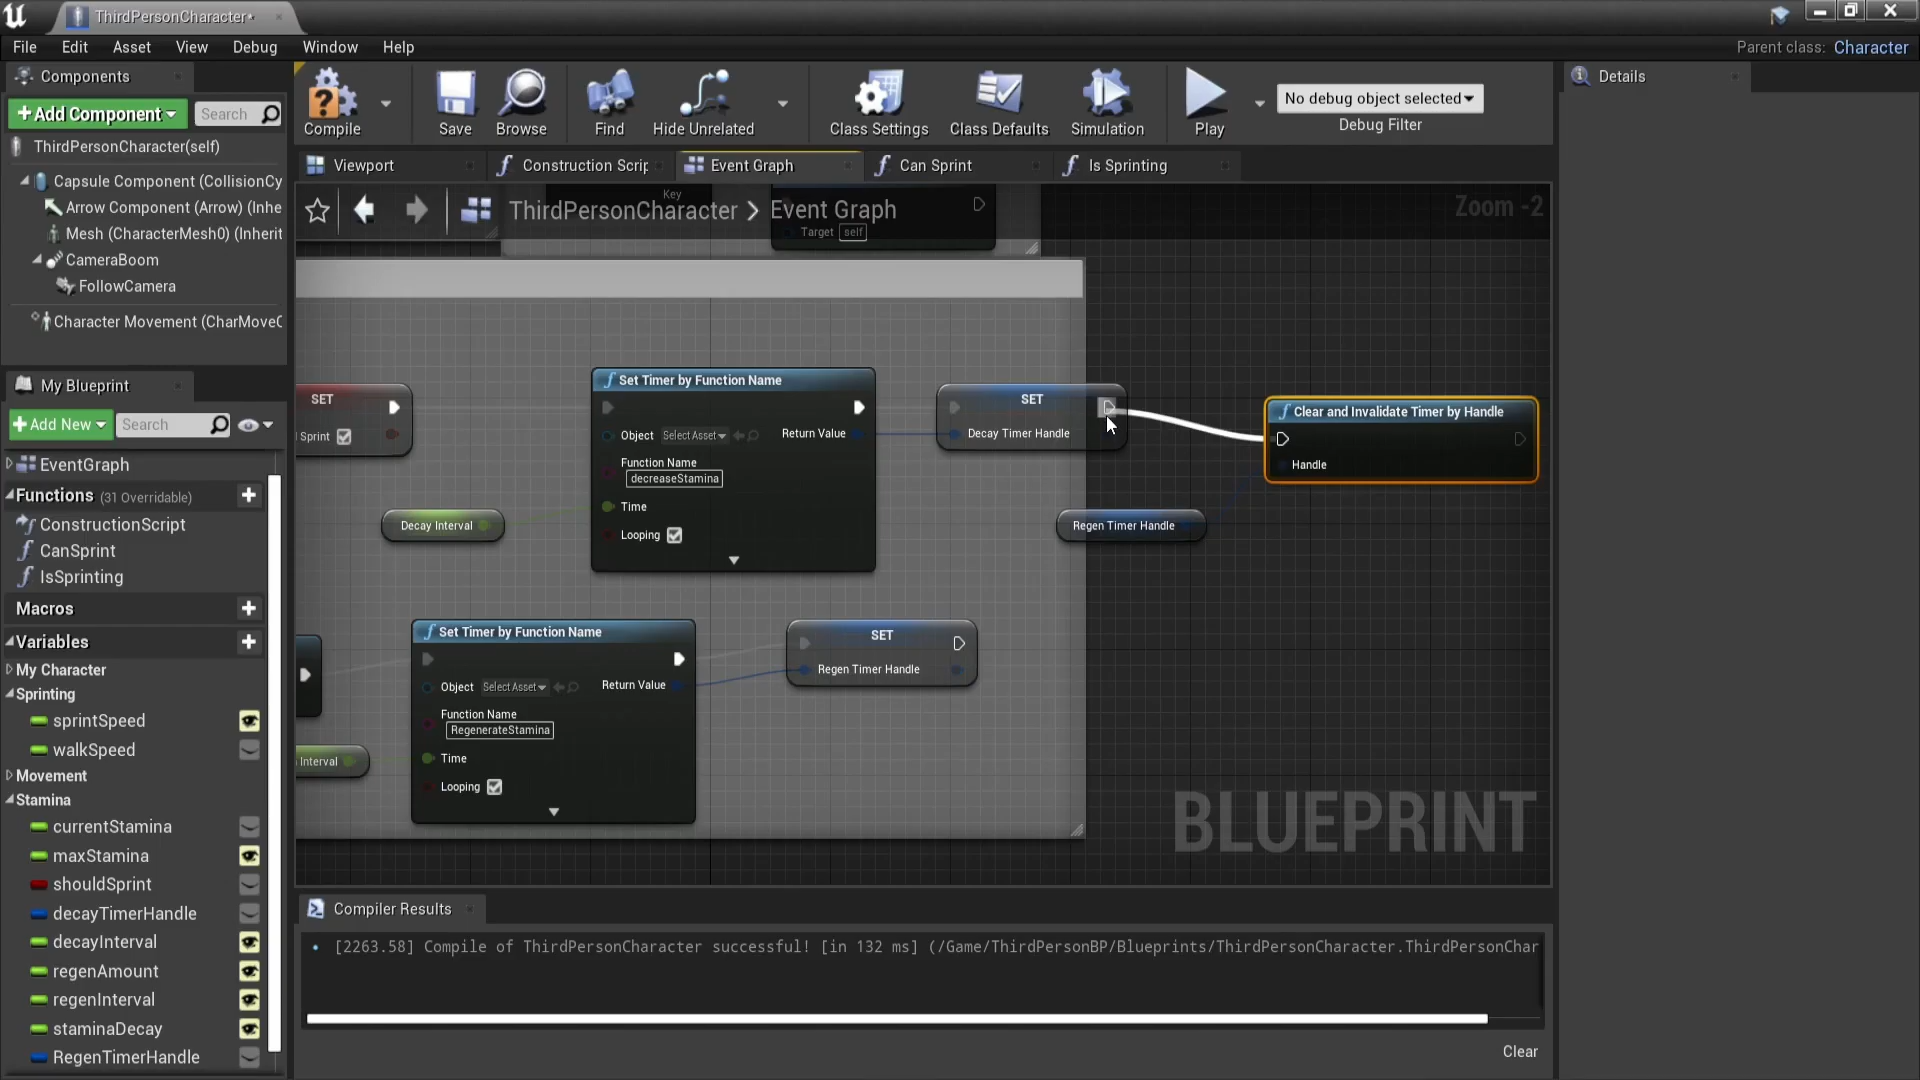 ThirdPersonCharacter*
File Edit Asset View Debug Window Help
Parent class: Character
Components
Add Component
Search
ThirdPersonCharacter(self)
Capsule Component (CollisionCy
Arrow Component (Arrow) (Inhe
Mesh (CharacterMesh0) (Inherit
CameraBoom
FollowCamera
Character Movement (CharMoveC
My Blueprint
Add New
Search
EventGraph
Functions (31 Overridable)
ConstructionScript
CanSprint
IsSprinting
Macros
Variables
My Character
Sprinting
sprintSpeed
walkSpeed
Movement
Stamina
currentStamina
maxStamina
shouldSprint
decayTimerHandle
decayInterval
regenAmount
regenInterval
staminaDecay
RegenTimerHandle
Compile
Save
Browse
Find
Hide Unrelated
Class Settings
Class Defaults
Simulation
Play
No debug object selected
Debug Filter
Viewport
Construction Scrip
Event Graph
Can Sprint
Is Sprinting
Key
ThirdPersonCharacter > Event Graph
Zoom -2
Target self
SET
Sprint
Set Timer by Function Name
Object Select Asset
Return Value
Function Name
decreaseStamina
Time
Looping
Decay Interval
SET
Decay Timer Handle
Clear and Invalidate Timer by Handle
Handle
Regen Timer Handle
Set Timer by Function Name
Object Select Asset
Return Value
Function Name
RegenerateStamina
Time
Looping
Interval
SET
Regen Timer Handle
BLUEPRINT
Compiler Results
[2263.58] Compile of ThirdPersonCharacter successful! [in 132 ms] (/Game/ThirdPersonBP/Blueprints/ThirdPersonCharacter.ThirdPersonChar
Clear
Details